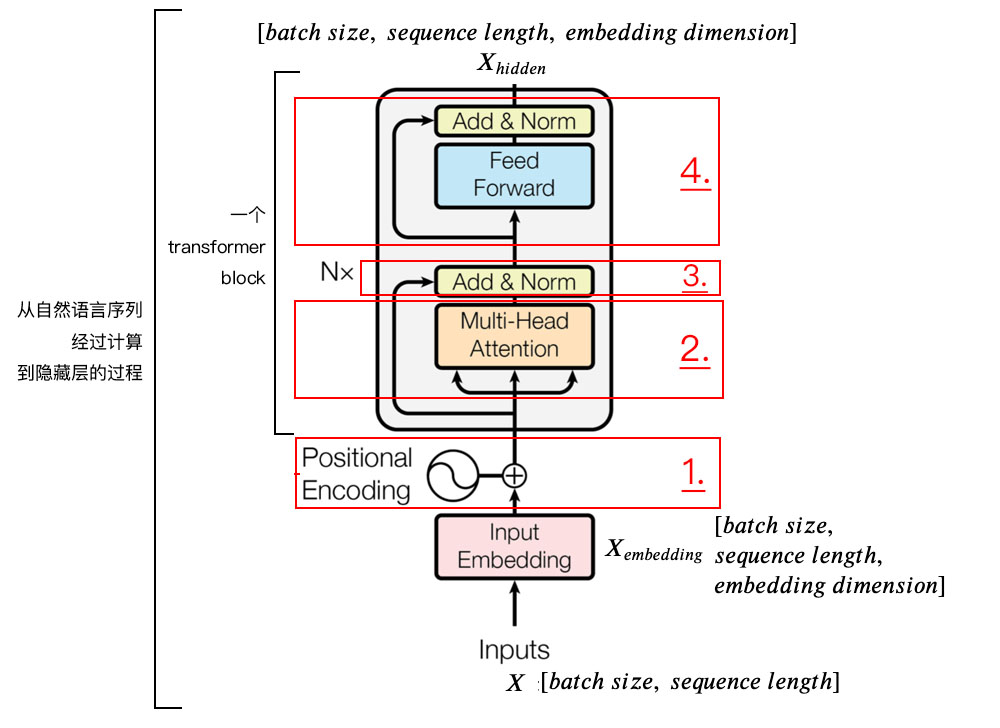 [batch size, sequence length, embedding dimension]
X hidden
Add & Norm
Feed
Forward
4.
一个
transformer
block
N×
Add & Norm
3.
Multi-Head
Attention
2.
从自然语言序列
经过计算
到隐藏层的过程
Positional
Encoding
1.
Input
Embedding
X embedding
[batch size,
sequence length,
embedding dimension]
Inputs
X [batch size, sequence length]